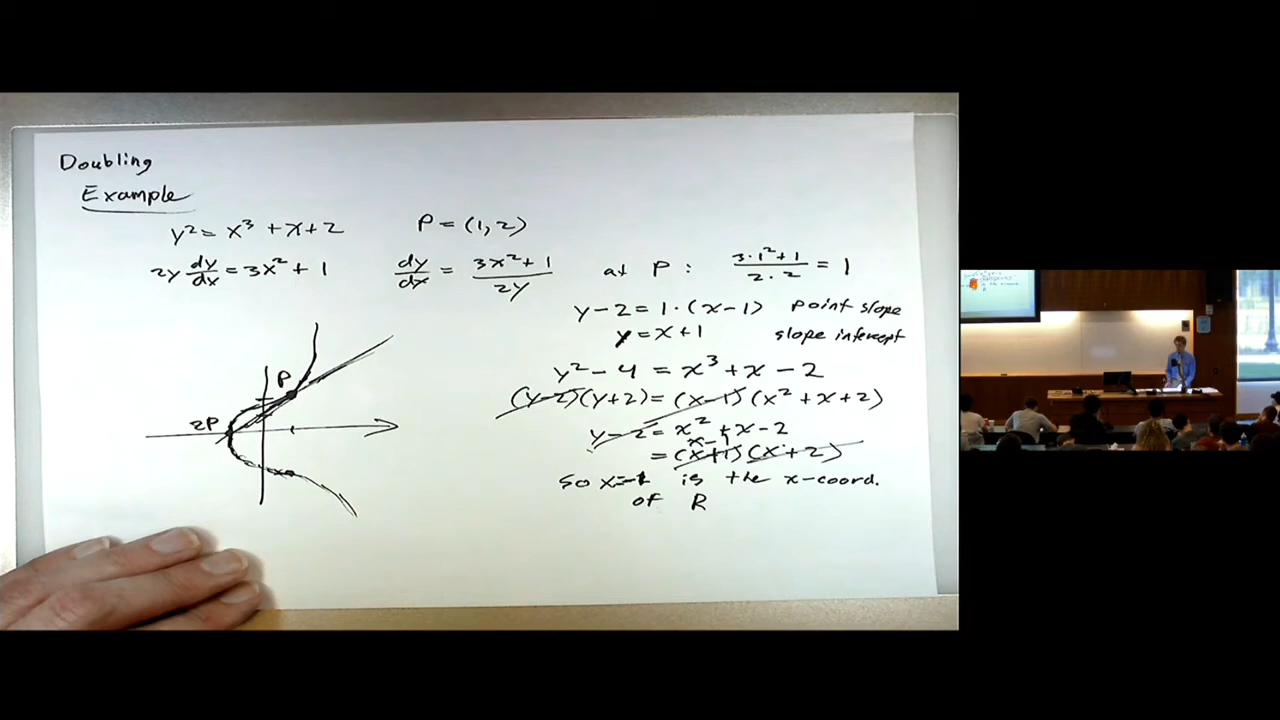 Doubling
Example
y² = x³ + x + 2 P = (1, 2)
2y dy/dx = 3x² + 1 dy/dx = (3x² + 1)/(2y) at P : (3·1² + 1)/(2·2) = 1
y - 2 = 1·(x - 1) point slope
y = x + 1 slope intercept
y² - 4 = x³ + x - 2
(y-2)(y+2) = (x-1)(x² + x + 2)
y - 2 = x² + x - 2
x - 1
= (x+1)(x+2)
so x=-1 is the x-coord.
of R
P
2P